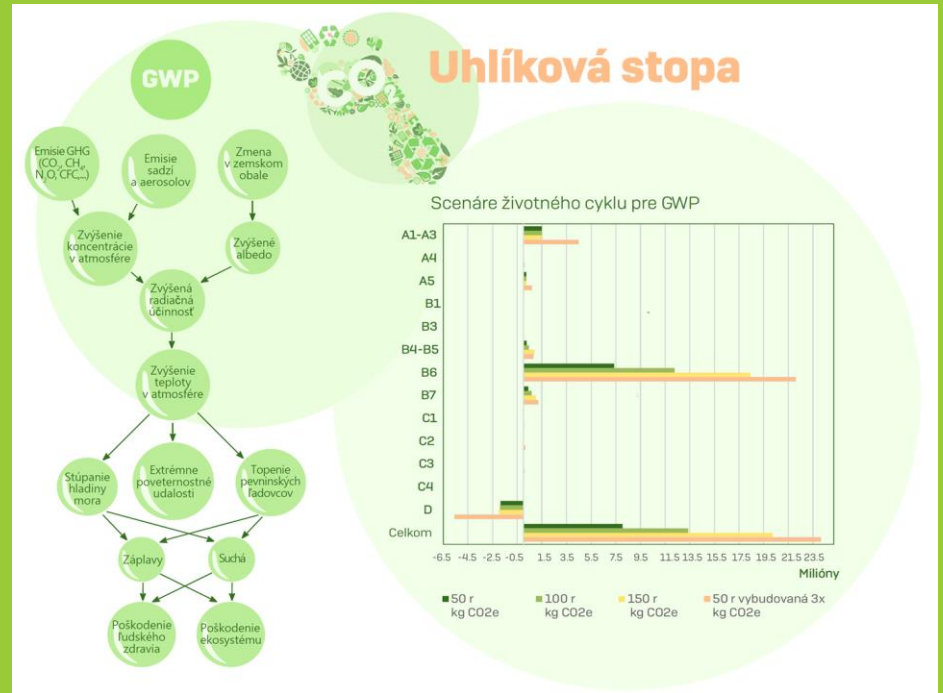 GWP
CO2
Uhlíková stopa
Emisie GHG
(CO2, CH4,
N2O, CFC,...)
Emisie
sadzí
a aerosolov
Zmena
v zemskom
obale
Zvýšenie
koncentrácie
v atmosfére
Zvýšené
albedo
Zvýšená
radiačná
účinnosť
Zvýšenie
teploty
v atmosfére
Stúpanie
hladiny
mora
Extrémne
poveternostné
udalosti
Topenie
pevninských
ľadovcov
Záplavy
Suchá
Poškodenie
ľudského
zdravia
Poškodenie
ekosystému
Scenáre životného cyklu pre GWP
A1-A3
A4
A5
B1
B3
B4-B5
B6
B7
C1
C2
C3
C4
D
Celkom
-6.5 -4.5 -2.5 -0.5 1.5 3.5 5.5 7.5 9.5 11.5 13.5 15.5 17.5 19.5 21.5 23.5
Milióny
50 r 100 r 150 r 50 r vybudovaná 3x
kg CO2e kg CO2e kg CO2e kg CO2e